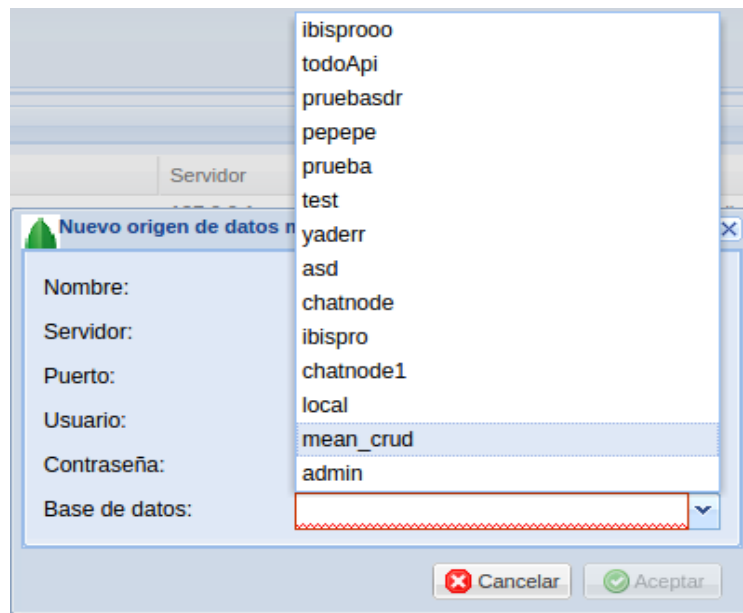 ibisprooo
todoApi
pruebasdr
pepepe
prueba
test
yaderr
asd
chatnode
ibispro
chatnode1
local
mean_crud
admin
Servidor
Nuevo origen de datos
Nombre:
Servidor:
Puerto:
Usuario:
Contraseña:
Base de datos:
Cancelar
Aceptar